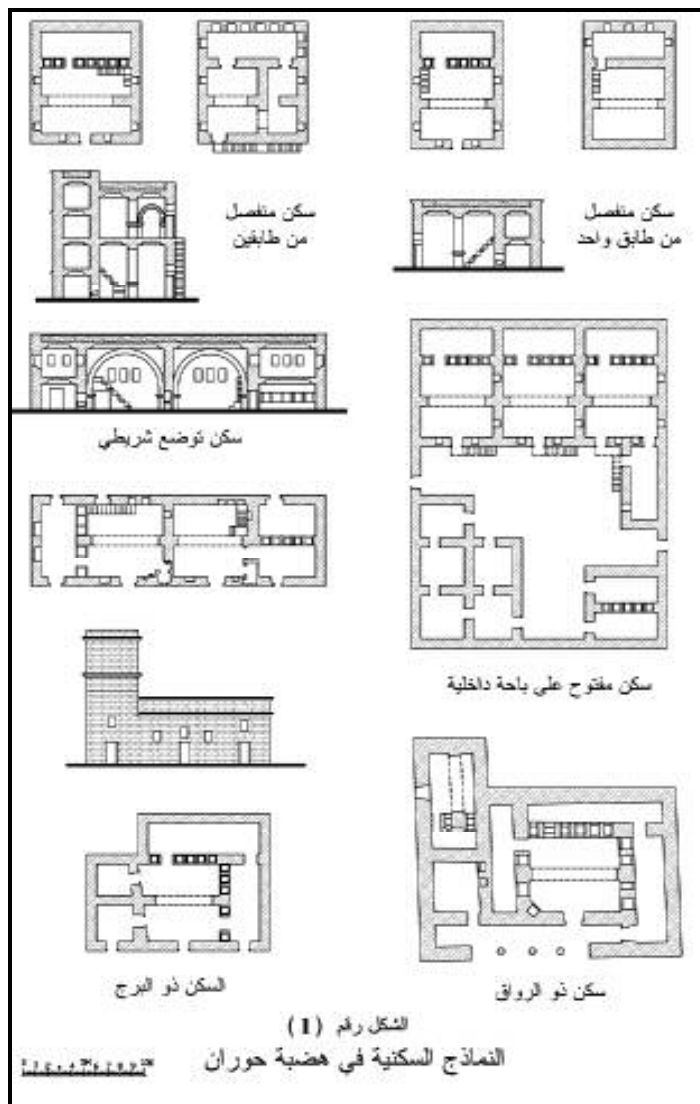 سكن منفصل
من طابق واحد
سكن منفصل
من طابقين
سكن توضع شريطي
سكن مفتوح على باحة داخلية
السكن ذو البرج
سكن ذو الرواق
الشكل رقم (1)
النماذج السكنية في هضبة حوران